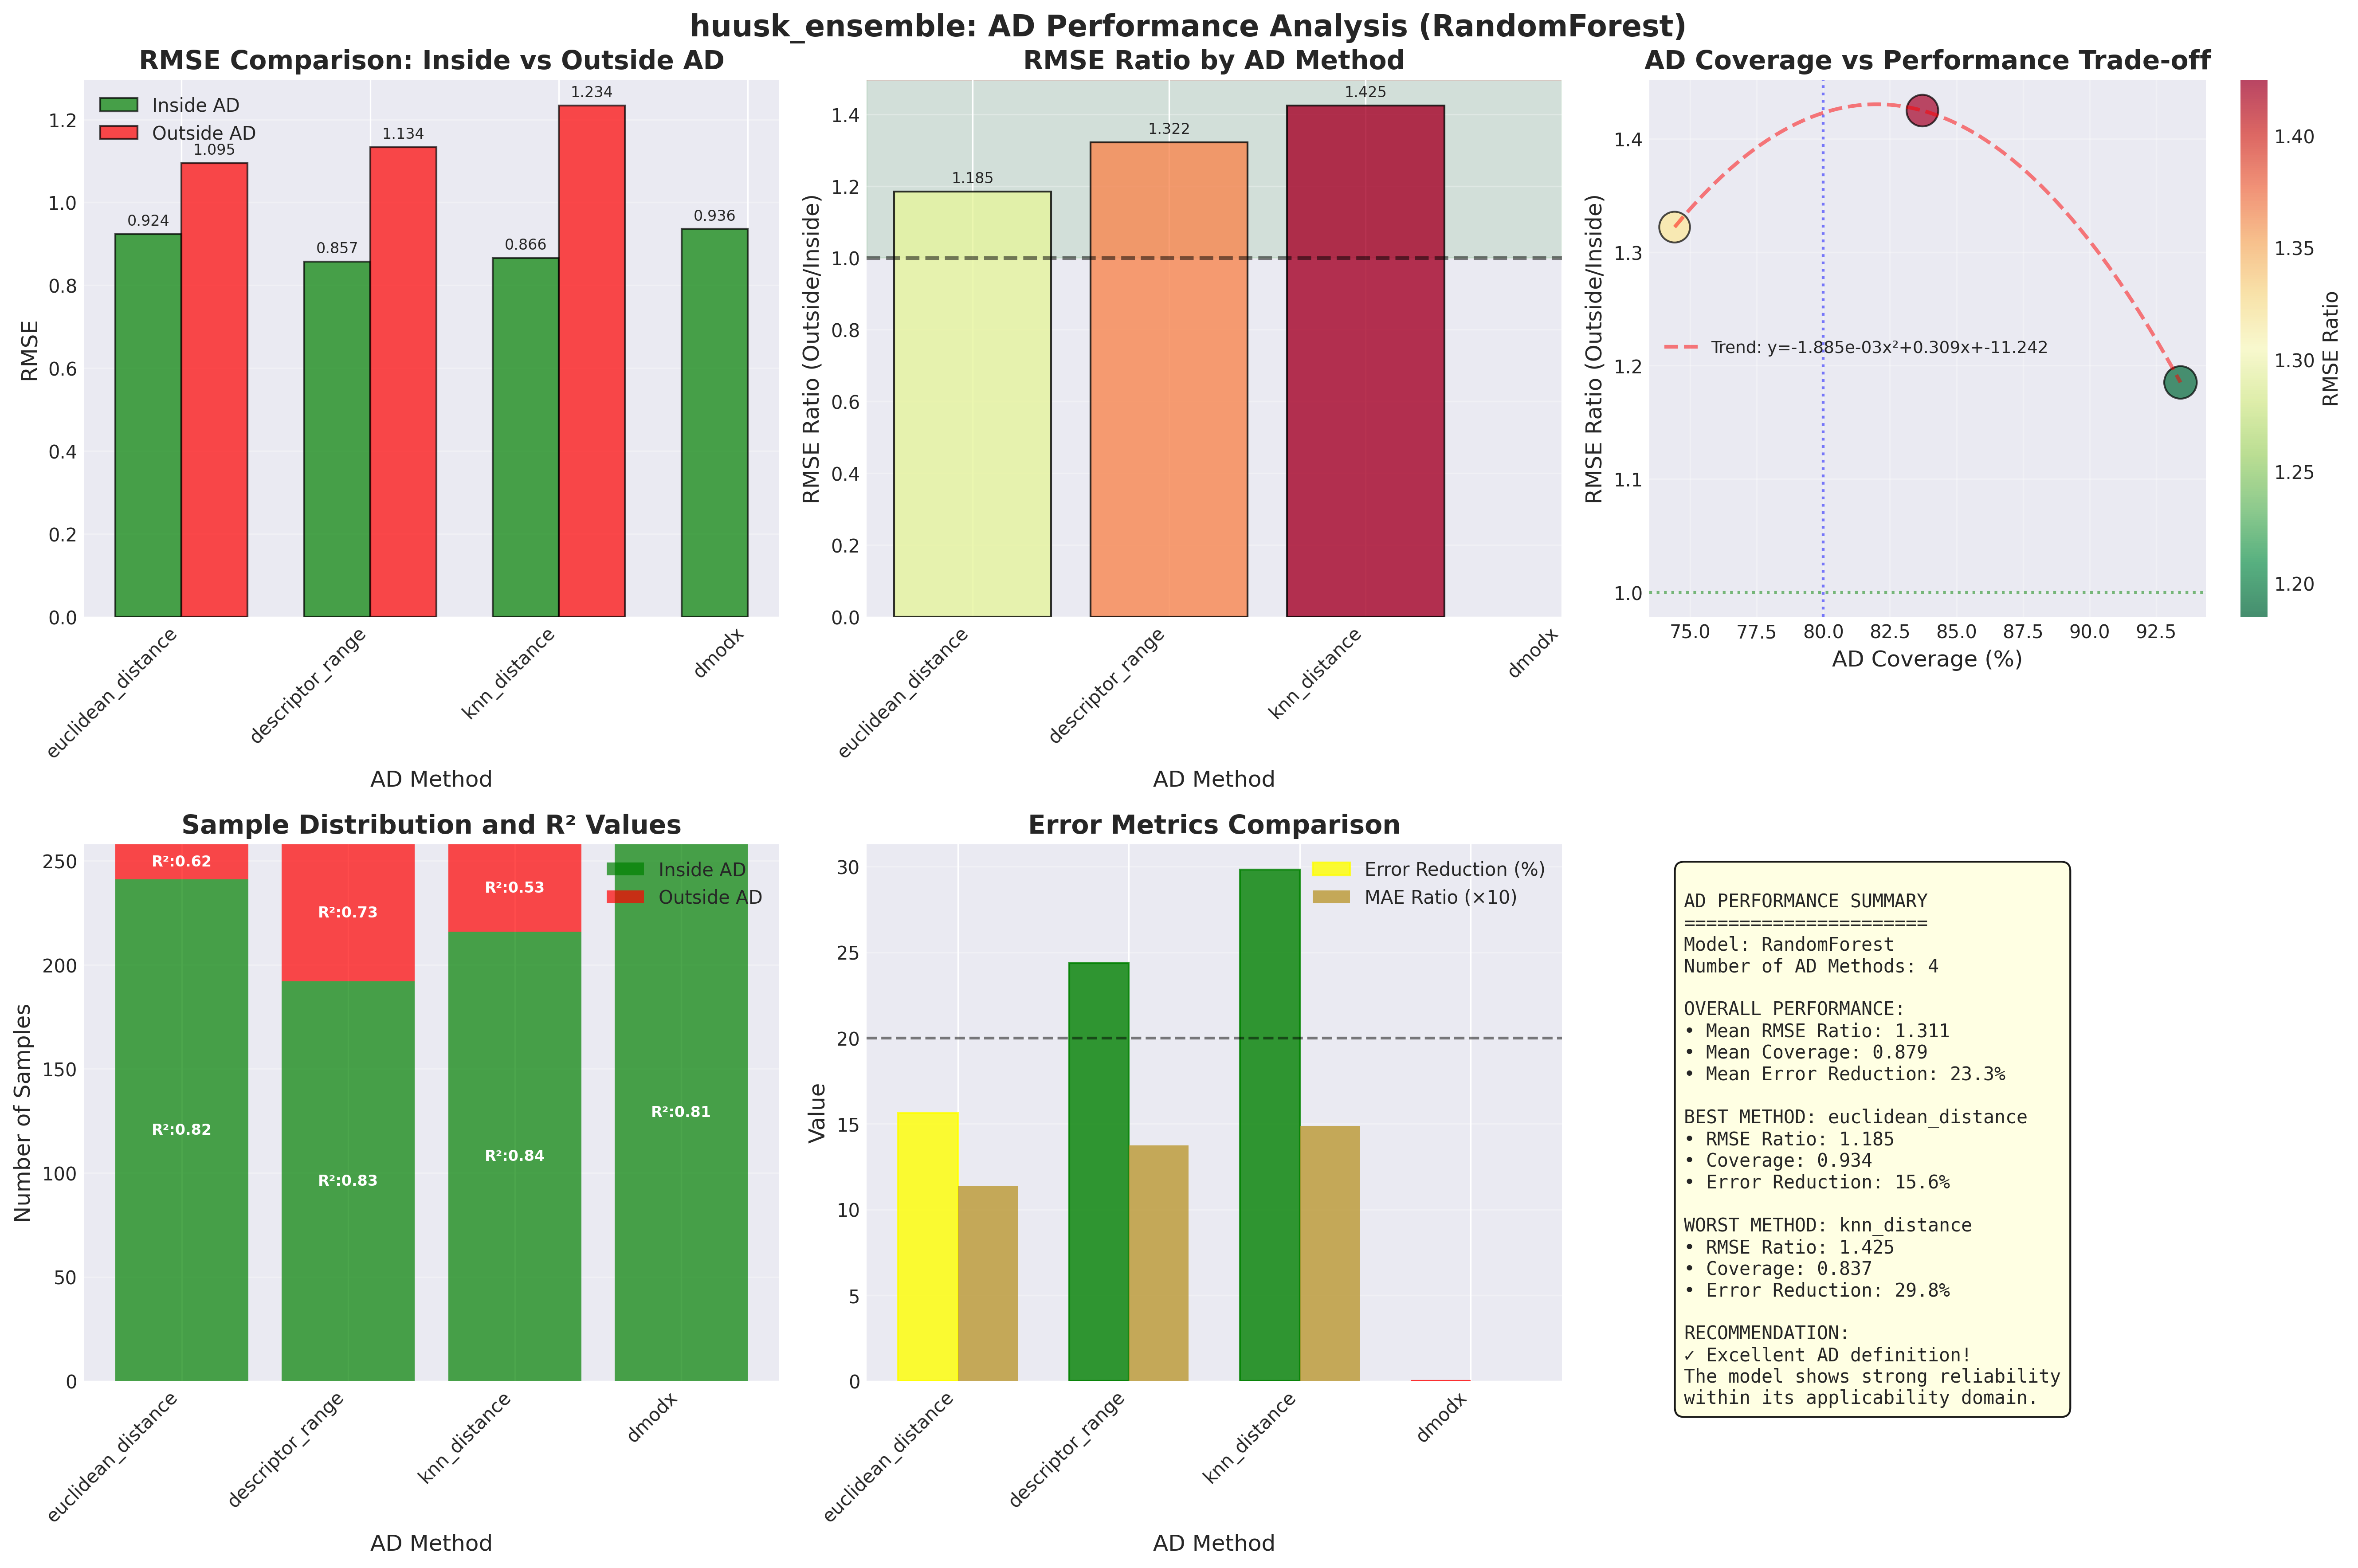 huusk_ensemble: AD Performance Analysis (RandomForest)
RMSE Comparison: Inside vs Outside AD
Inside AD
Outside AD
0.924
1.095
0.857
1.134
0.866
1.234
0.936
RMSE
1.2
1.0
0.8
0.6
0.4
0.2
0.0
euclidean_distance
descriptor_range
knn_distance
dmodx
AD Method
RMSE Ratio by AD Method
1.185
1.322
1.425
RMSE Ratio (Outside/Inside)
1.4
1.2
1.0
0.8
0.6
0.4
0.2
0.0
euclidean_distance
descriptor_range
knn_distance
dmodx
AD Method
AD Coverage vs Performance Trade-off
RMSE Ratio (Outside/Inside)
1.4
1.3
1.2
1.1
1.0
Trend: y=-1.885e-03x²+0.309x+-11.242
75.0
77.5
80.0
82.5
85.0
87.5
90.0
92.5
AD Coverage (%)
1.40
1.35
1.30
1.25
1.20
RMSE Ratio
Sample Distribution and R² Values
Inside AD
Outside AD
R²:0.62
R²:0.73
R²:0.53
R²:0.82
R²:0.83
R²:0.84
R²:0.81
Number of Samples
250
200
150
100
50
0
euclidean_distance
descriptor_range
knn_distance
dmodx
AD Method
Error Metrics Comparison
Error Reduction (%)
MAE Ratio (×10)
Value
30
25
20
15
10
5
0
euclidean_distance
descriptor_range
knn_distance
dmodx
AD Method
AD PERFORMANCE SUMMARY
======================
Model: RandomForest
Number of AD Methods: 4
OVERALL PERFORMANCE:
• Mean RMSE Ratio: 1.311
• Mean Coverage: 0.879
• Mean Error Reduction: 23.3%
BEST METHOD: euclidean_distance
• RMSE Ratio: 1.185
• Coverage: 0.934
• Error Reduction: 15.6%
WORST METHOD: knn_distance
• RMSE Ratio: 1.425
• Coverage: 0.837
• Error Reduction: 29.8%
RECOMMENDATION:
✓ Excellent AD definition!
The model shows strong reliability
within its applicability domain.